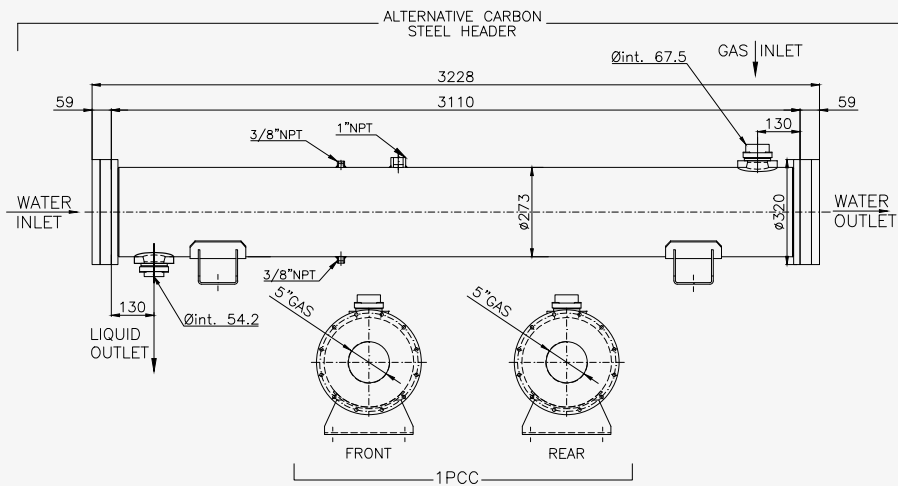 ALTERNATIVE CARBON
STEEL HEADER
GAS INLET
Øint. 67.5
3228
59
3110
59
130
3/8"NPT
1"NPT
WATER
INLET
ø273
ø320
WATER
OUTLET
3/8"NPT
130
Øint. 54.2
LIQUID
OUTLET
5"GAS
5"GAS
FRONT
REAR
1PCC